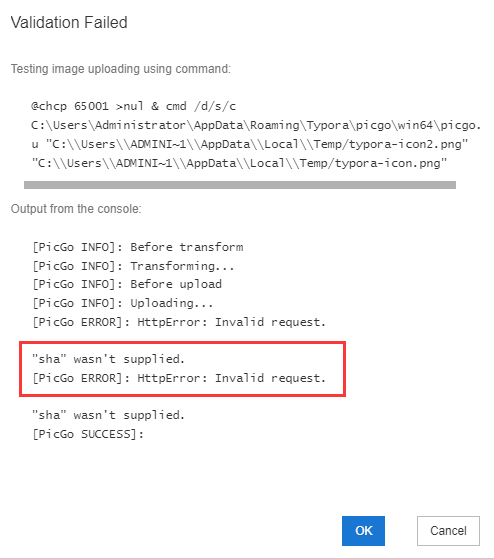 Validation Failed
Testing image uploading using command:
@chcp 65001 >nul & cmd /d/s/c
C:\Users\Administrator\AppData\Roaming\Typora\picgo\win64\picgo.
u "C:\\Users\\ADMINI~1\\AppData\\Local\\Temp/typora-icon2.png"
"C:\\Users\\ADMINI~1\\AppData\\Local\\Temp/typora-icon.png"
Output from the console:
[PicGo INFO]: Before transform
[PicGo INFO]: Transforming...
[PicGo INFO]: Before upload
[PicGo INFO]: Uploading...
[PicGo ERROR]: HttpError: Invalid request.
"sha" wasn't supplied.
[PicGo ERROR]: HttpError: Invalid request.
"sha" wasn't supplied.
[PicGo SUCCESS]:
OK
Cancel